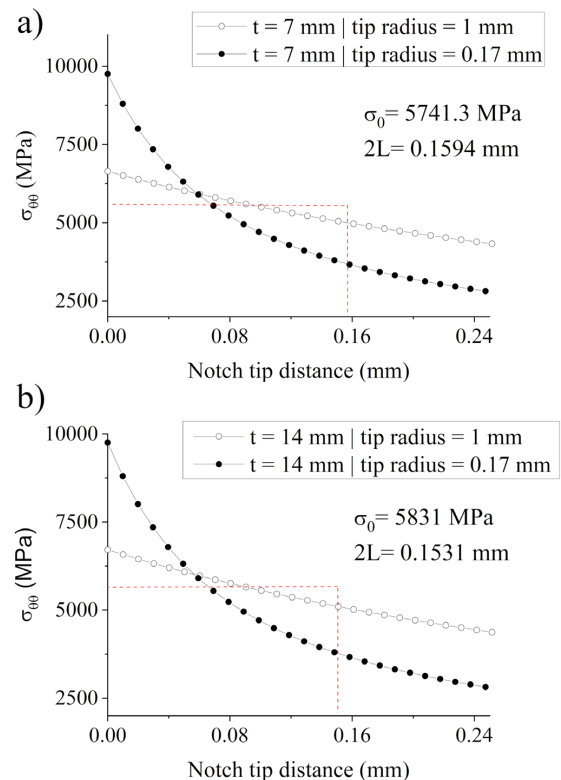 a)
t = 7 mm | tip radius = 1 mm
t = 7 mm | tip radius = 0.17 mm
σ0= 5741.3 MPa
2L= 0.1594 mm
σθθ (MPa)
10000
7500
5000
2500
0.00 0.08 0.16 0.24
Notch tip distance (mm)
b)
t = 14 mm | tip radius = 1 mm
t = 14 mm | tip radius = 0.17 mm
σ0= 5831 MPa
2L= 0.1531 mm
σθθ (MPa)
10000
7500
5000
2500
0.00 0.08 0.16 0.24
Notch tip distance (mm)